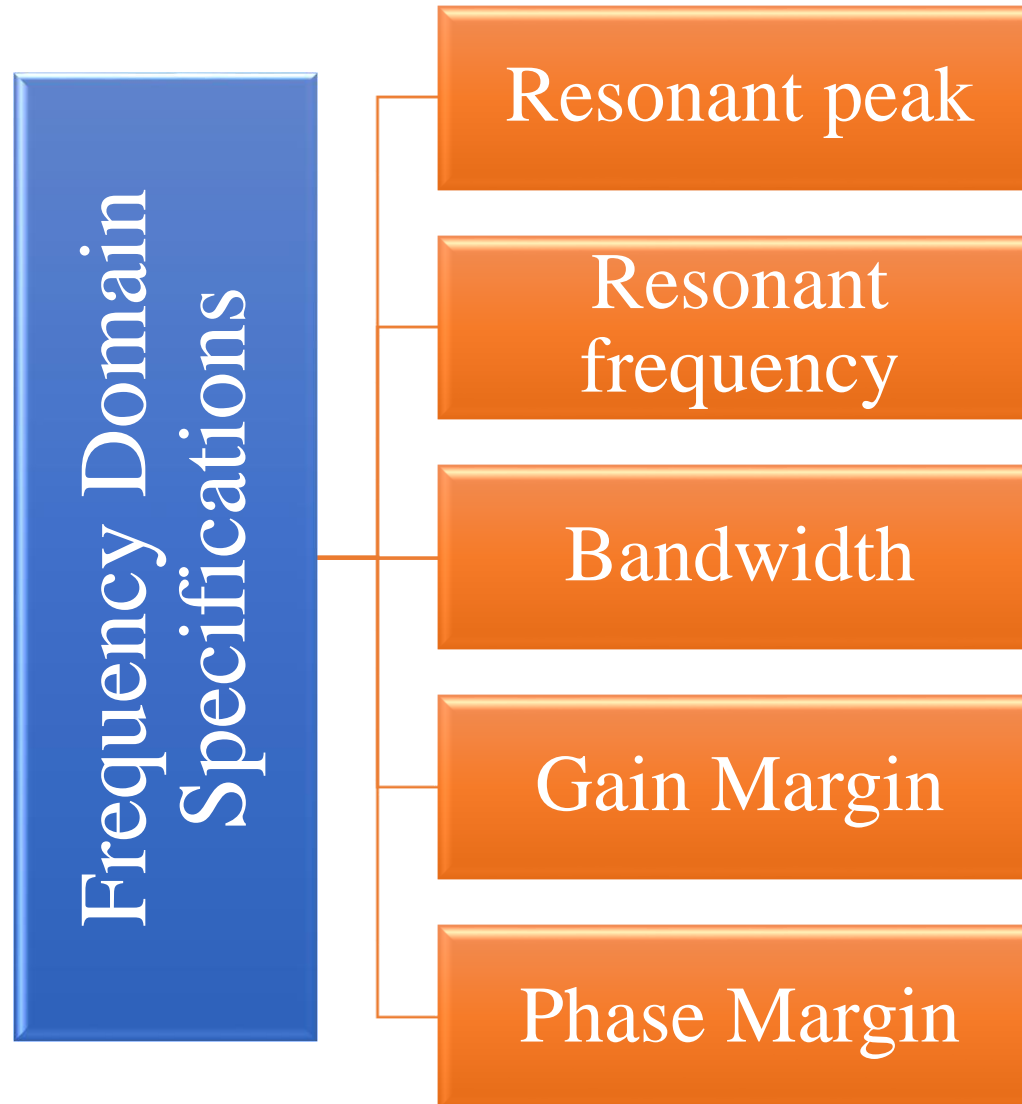 Frequency Domain
Specifications
Resonant peak
Resonant
frequency
Bandwidth
Gain Margin
Phase Margin